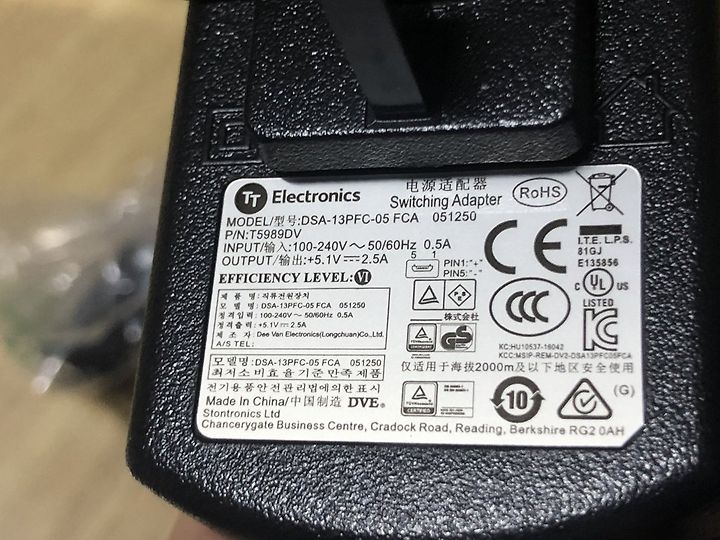 TT Electronics
电源适配器
Switching Adapter
RoHS
MODEL/型号:DSA-13PFC-05 FCA 051250
P/N:T5989DV
INPUT/输入:100-240V～50/60Hz 0.5A
OUTPUT/输出:+5.1V⎓2.5A
EFFICIENCY LEVEL:Ⅵ
5 1
PIN1:"+"
PIN5:"-"
CE
I.T.E. L.P.S.
81GJ
E135856
c UL us
LISTED
CCC
株式会社
제 품 명 : 직류전원장치
모 델 명 : DSA-13PFC-05 FCA 051250
정격입력 : 100-240V～50/60Hz 0.5A
정격출력 : +5.1V⎓2.5A
제 조 자 : Dee Van Electronics(Longchuan)Co.,Ltd.
A/S TEL:
KC:HU10537-16042
KCC:MSIP-REM-DV2-DSA13PFC05FCA
모델명:DSA-13PFC-05 FCA 051250
최저소비효율기준 만족제품
仅适用于海拔2000m及以下地区安全使用
전기용품안전관리법에의한 표시
Made In China/中国制造 DVE®
10
(G)
Stontronics Ltd
Chancerygate Business Centre, Cradock Road, Reading, Berkshire RG2 0AH